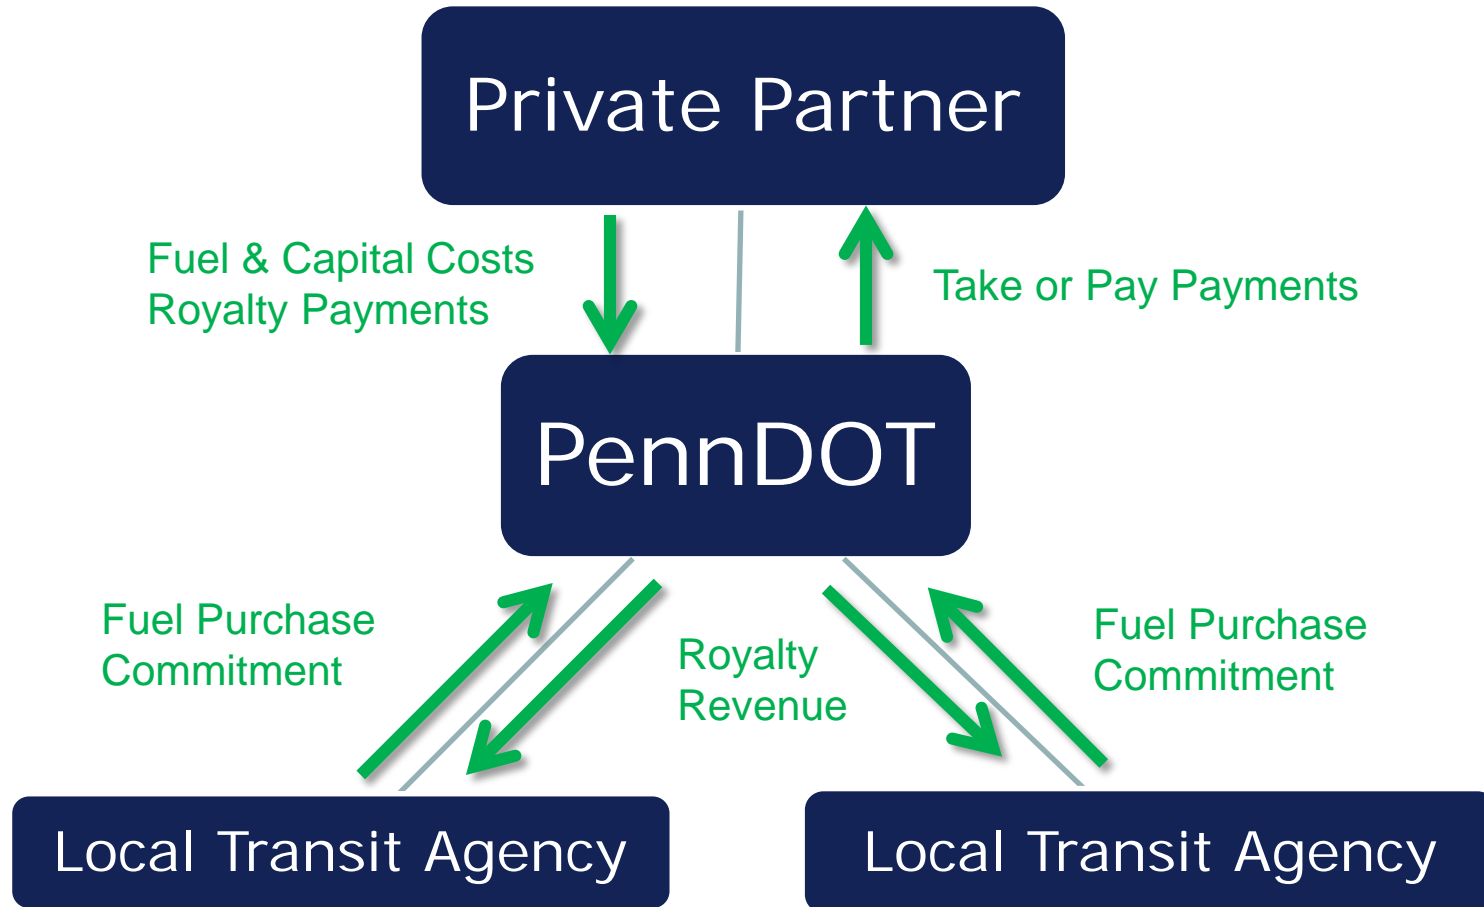 Private Partner
Fuel & Capital Costs
Royalty Payments
Take or Pay Payments
PennDOT
Fuel Purchase
Commitment
Royalty
Revenue
Fuel Purchase
Commitment
Local Transit Agency
Local Transit Agency